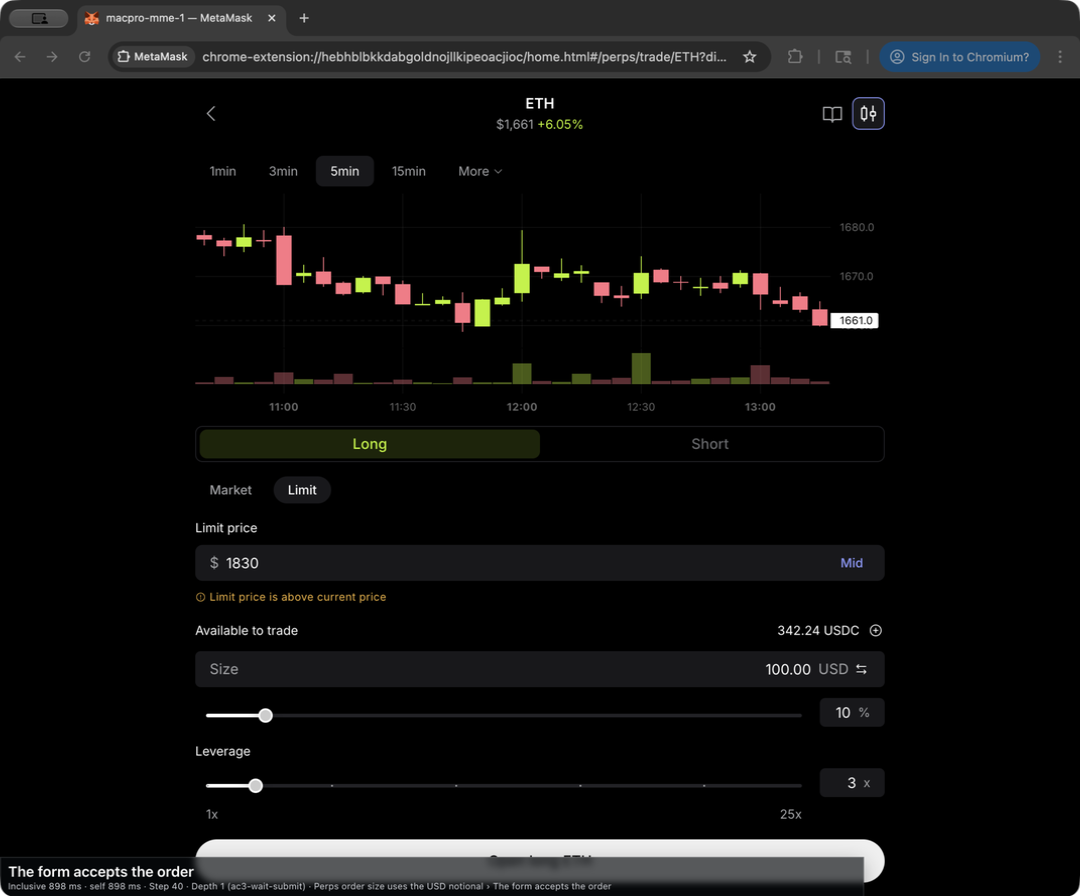 macpro-mme-1 — MetaMask
MetaMask
chrome-extension://hebhblbkkdabgoldnojllkipeoacjioc/home.html#/perps/trade/ETH?di...
Sign In to Chromium?
ETH
$1,661 +6.05%
1min 3min 5min 15min More
1680.0
1670.0
1661.0
11:00 11:30 12:00 12:30 13:00
Long Short
Market Limit
Limit price
$ 1830 Mid
Limit price is above current price
Available to trade 342.24 USDC
Size 100.00 USD
10 %
Leverage
3 x
1x 25x
Open long ETH
The form accepts the order
Inclusive 898 ms · self 898 ms · Step 40 · Depth 1 (ac3-wait-submit) · Perps order size uses the USD notional › The form accepts the order